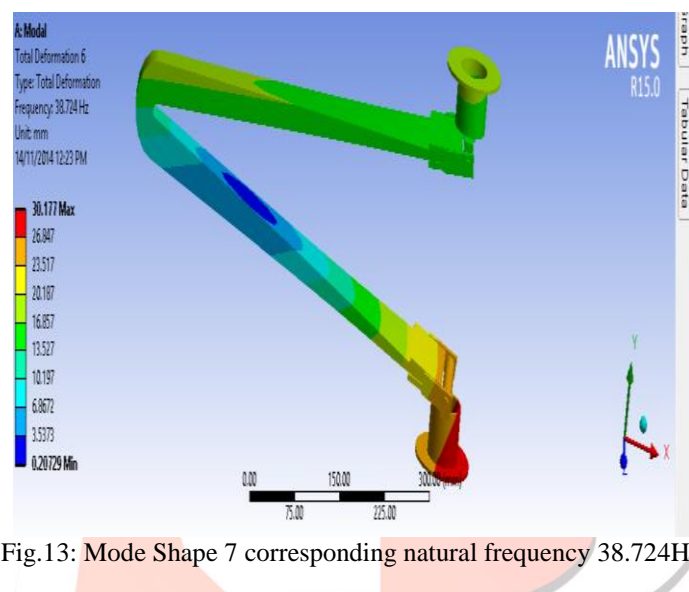 A: Modal
Total Deformation 6
Type: Total Deformation
Frequency: 38.724 Hz
Unit: mm
14/11/2014 12:23 PM
30.177 Max
26.847
23.517
20.187
16.857
13.527
10.197
6.8672
3.5373
0.20729 Min
ANSYS
R15.0
raph
Tabular Data
Y
X
Z
0.00
150.00
300.00
75.00
225.00
Fig.13: Mode Shape 7 corresponding natural frequency 38.724H